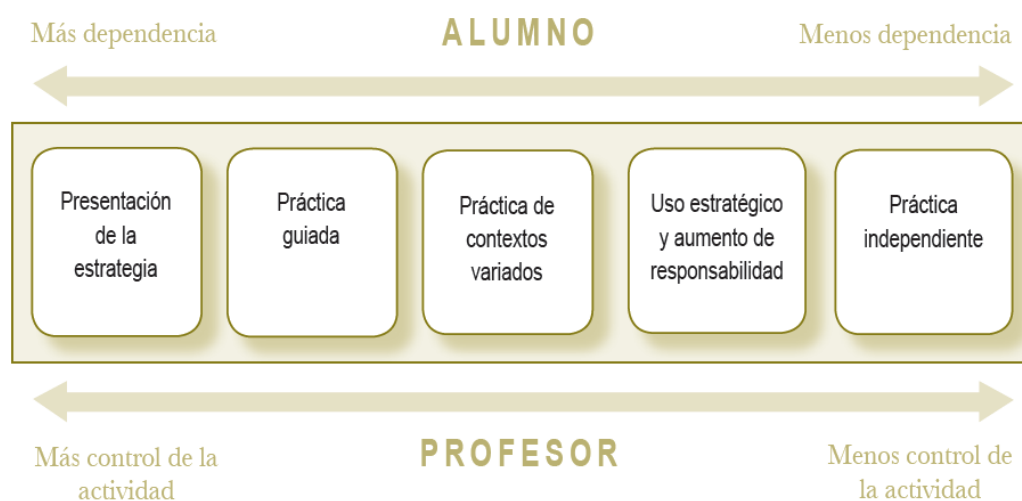 Más dependencia ALUMNO Menos dependencia
Presentación
de la
estrategia
Práctica
guiada
Práctica de
contextos
variados
Uso estratégico
y aumento de
responsabilidad
Práctica
independiente
Más control de la
actividad
PROFESOR
Menos control de
la actividad